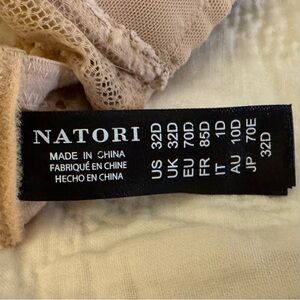 NATORI
MADE IN CHINA
FABRIQUÉ EN CHINE
HECHO EN CHINA
US 32D
UK 32D
EU 70D
FR 85D
IT 1D
AU 10D
JP 70E
32D